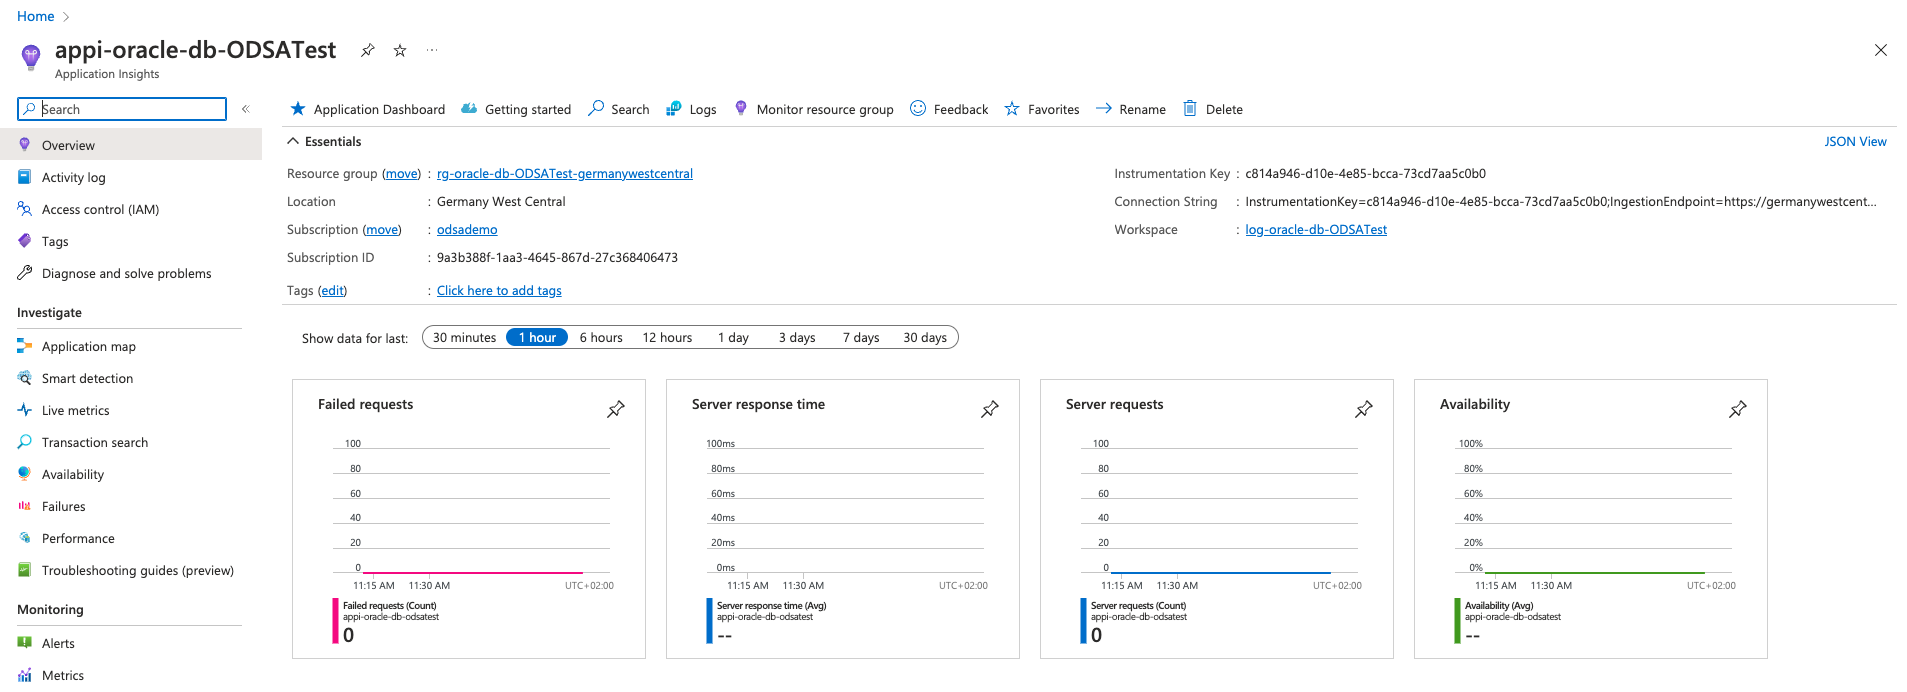 Home
appi-oracle-db-ODSATest
Application Insights
Search
Application Dashboard Getting started Search Logs Monitor resource group Feedback Favorites Rename Delete
Overview
Activity log
Access control (IAM)
Tags
Diagnose and solve problems
Investigate
Application map
Smart detection
Live metrics
Transaction search
Availability
Failures
Performance
Troubleshooting guides (preview)
Monitoring
Alerts
Metrics
Essentials JSON View
Resource group (move) : rg-oracle-db-ODSATest-germanywestcentral
Location : Germany West Central
Subscription (move) : odsademo
Subscription ID : 9a3b388f-1aa3-4645-867d-27c368406473
Tags (edit) : Click here to add tags
Instrumentation Key : c814a946-d10e-4e85-bcca-73cd7aa5c0b0
Connection String : InstrumentationKey=c814a946-d10e-4e85-bcca-73cd7aa5c0b0;IngestionEndpoint=https://germanywestcent...
Workspace : log-oracle-db-ODSATest
Show data for last: 30 minutes 1 hour 6 hours 12 hours 1 day 3 days 7 days 30 days
Failed requests
100
80
60
40
20
0
11:15 AM 11:30 AM UTC+02:00
Failed requests (Count)
appi-oracle-db-odsatest
0
Server response time
100ms
80ms
60ms
40ms
20ms
0ms
11:15 AM 11:30 AM UTC+02:00
Server response time (Avg)
appi-oracle-db-odsatest
--
Server requests
100
80
60
40
20
0
11:15 AM 11:30 AM UTC+02:00
Server requests (Count)
appi-oracle-db-odsatest
0
Availability
100%
80%
60%
40%
20%
0%
11:15 AM 11:30 AM UTC+02:00
Availability (Avg)
appi-oracle-db-odsatest
--